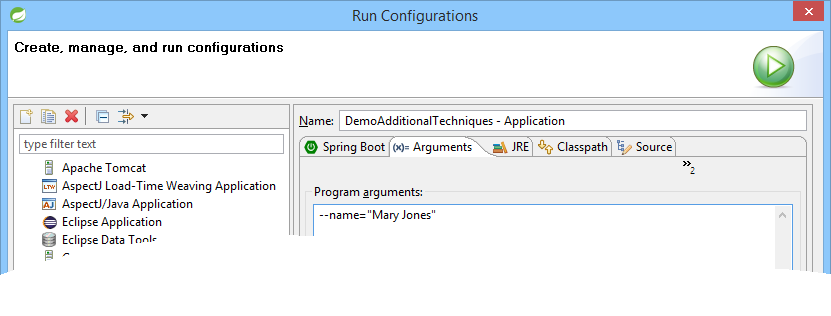 Run Configurations
Create, manage, and run configurations
Name: DemoAdditionalTechniques - Application
type filter text
Spring Boot (x)= Arguments JRE Classpath Source
»2
Apache Tomcat
LTW AspectJ Load-Time Weaving Application
AJ AspectJ/Java Application
Eclipse Application
Eclipse Data Tools
Program arguments:
--name="Mary Jones"